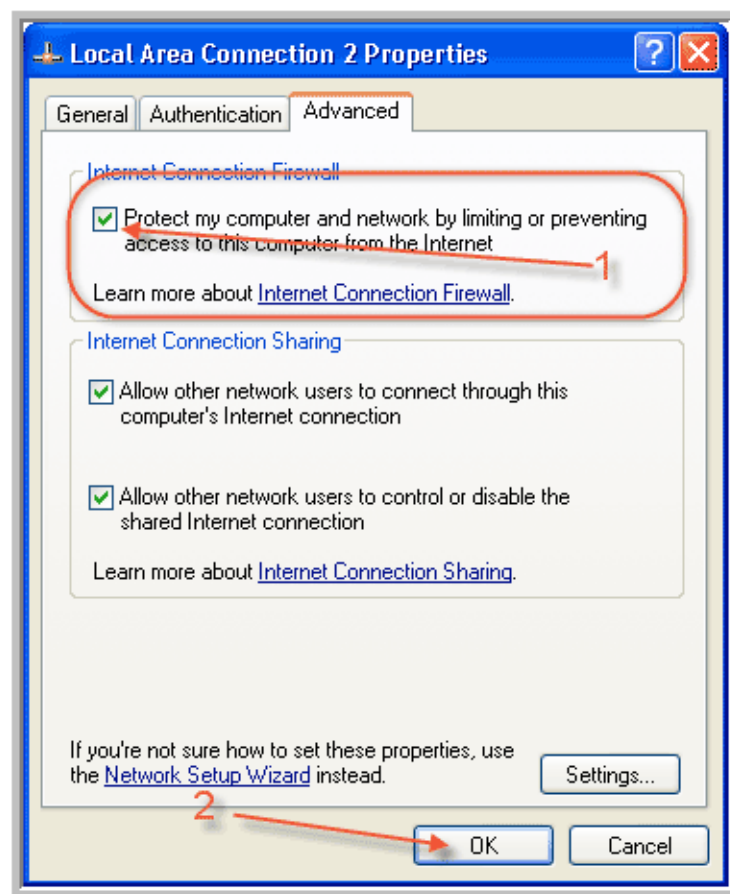 Local Area Connection 2 Properties
General Authentication Advanced
Internet Connection Firewall
Protect my computer and network by limiting or preventing
access to this computer from the Internet
1
Learn more about Internet Connection Firewall.
Internet Connection Sharing
Allow other network users to connect through this
computer's Internet connection
Allow other network users to control or disable the
shared Internet connection
Learn more about Internet Connection Sharing.
If you're not sure how to set these properties, use
the Network Setup Wizard instead.
Settings...
2
OK Cancel